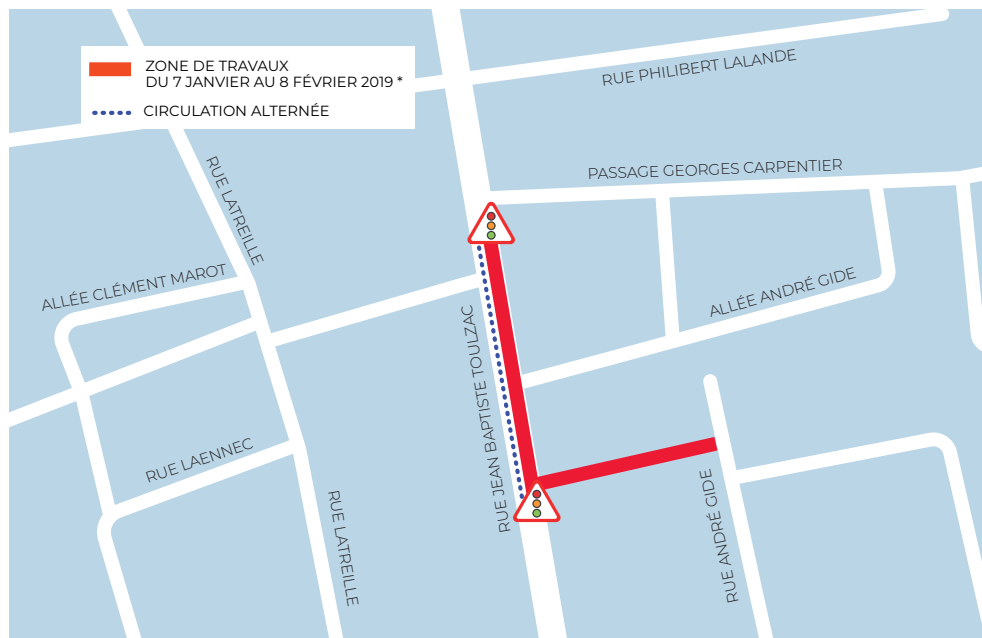 ZONE DE TRAVAUX
DU 7 JANVIER AU 8 FÉVRIER 2019 *
CIRCULATION ALTERNÉE
RUE PHILIBERT LALANDE
PASSAGE GEORGES CARPENTIER
RUE LATREILLE
ALLÉE CLÉMENT MAROT
ALLÉE ANDRÉ GIDE
RUE JEAN BAPTISTE TOULZAC
RUE LAENNEC
RUE LATREILLE
RUE ANDRÉ GIDE